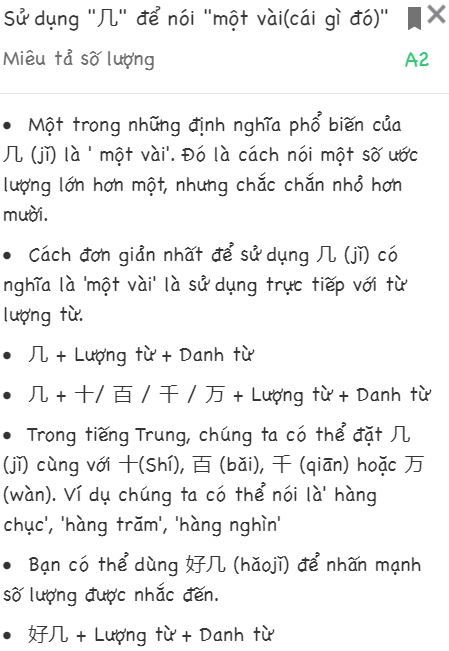 Sử dụng "几" để nói "một vài(cái gì đó)"
Miêu tả số lượng A2
• Một trong những định nghĩa phổ biến của
几 (jǐ) là ' một vài'. Đó là cách nói một số ước
lượng lớn hơn một, nhưng chắc chắn nhỏ hơn
mười.
• Cách đơn giản nhất để sử dụng 几 (jǐ) có
nghĩa là 'một vài' là sử dụng trực tiếp với từ
lượng từ.
• 几 + Lượng từ + Danh từ
• 几 + 十/ 百 / 千 / 万 + Lượng từ + Danh từ
• Trong tiếng Trung, chúng ta có thể đặt 几
(jǐ) cùng với 十(Shí), 百 (bǎi), 千 (qiān) hoặc 万
(wàn). Ví dụ chúng ta có thể nói là' hàng
chục', 'hàng trăm', 'hàng nghìn'
• Bạn có thể dùng 好几 (hǎojǐ) để nhấn mạnh
số lượng được nhắc đến.
• 好几 + Lượng từ + Danh từ